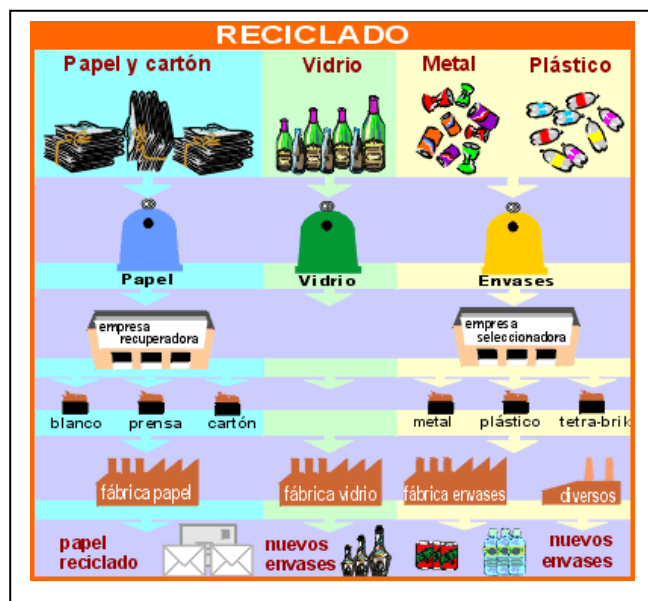 RECICLADO
Papel y cartón
Vidrio
Metal
Plástico
Papel
Vidrio
Envases
empresa
recuperadora
empresa
seleccionadora
blanco
prensa
cartón
metal
plástico
tetra-brik
fábrica papel
fábrica vidrio
fábrica envases
diversos
papel
reciclado
nuevos
envases
nuevos
envases